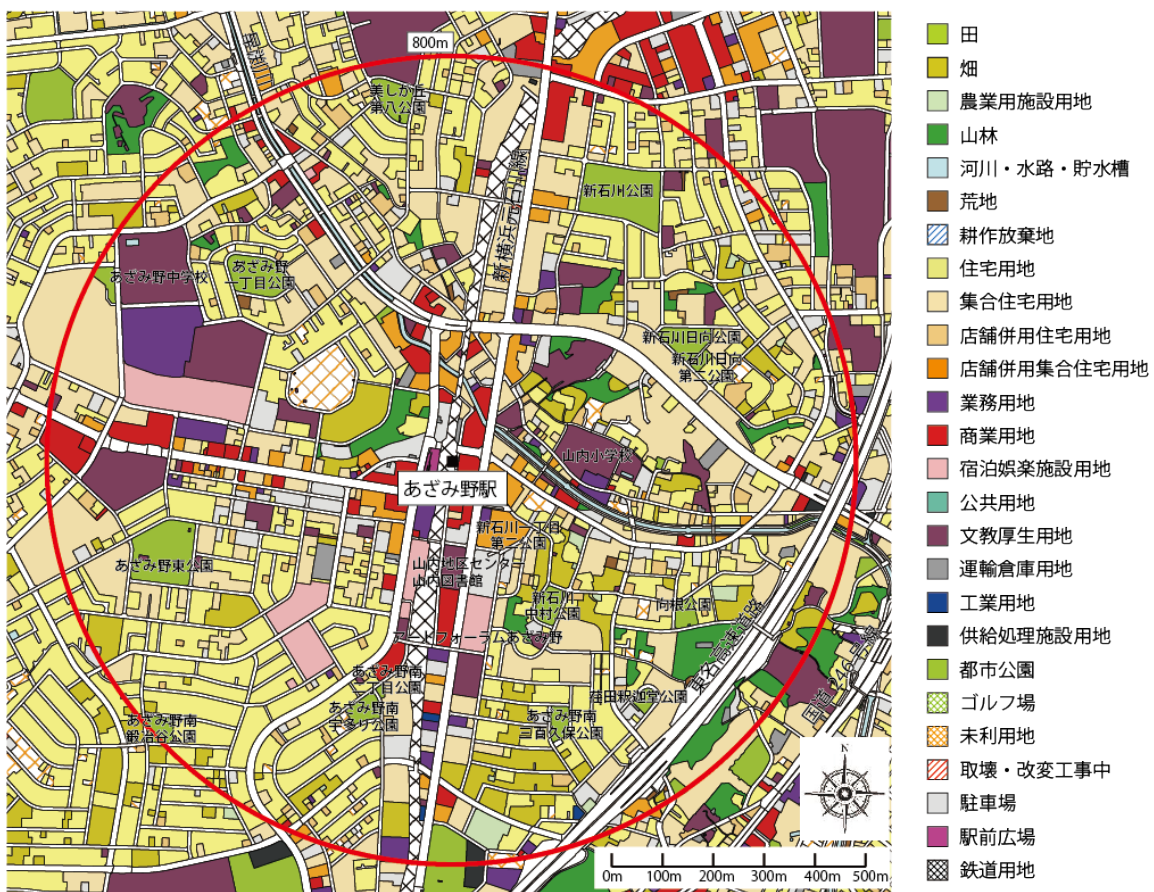 800m
美しが丘
第八公園
新石川公園
新横浜元石川線
あざみ野中学校
あざみ野
一丁目公園
新石川日向公園
新石川日向
第二公園
山内小学校
あざみ野駅
新石川一丁目
第二公園
あざみ野東公園
山内地区センター
山内図書館
新石川
中村公園
向根公園
アートフォーラムあざみ野
東名高速道路
国道246号線
あざみ野南
一丁目公園
荏田釈迦堂公園
あざみ野南
宇多り公園
あざみ野南
三百久保公園
あざみ野南
鍛冶谷公園
N
0m 100m 200m 300m 400m 500m
田
畑
農業用施設用地
山林
河川・水路・貯水槽
荒地
耕作放棄地
住宅用地
集合住宅用地
店舗併用住宅用地
店舗併用集合住宅用地
業務用地
商業用地
宿泊娯楽施設用地
公共用地
文教厚生用地
運輸倉庫用地
工業用地
供給処理施設用地
都市公園
ゴルフ場
未利用地
取壊・改変工事中
駐車場
駅前広場
鉄道用地